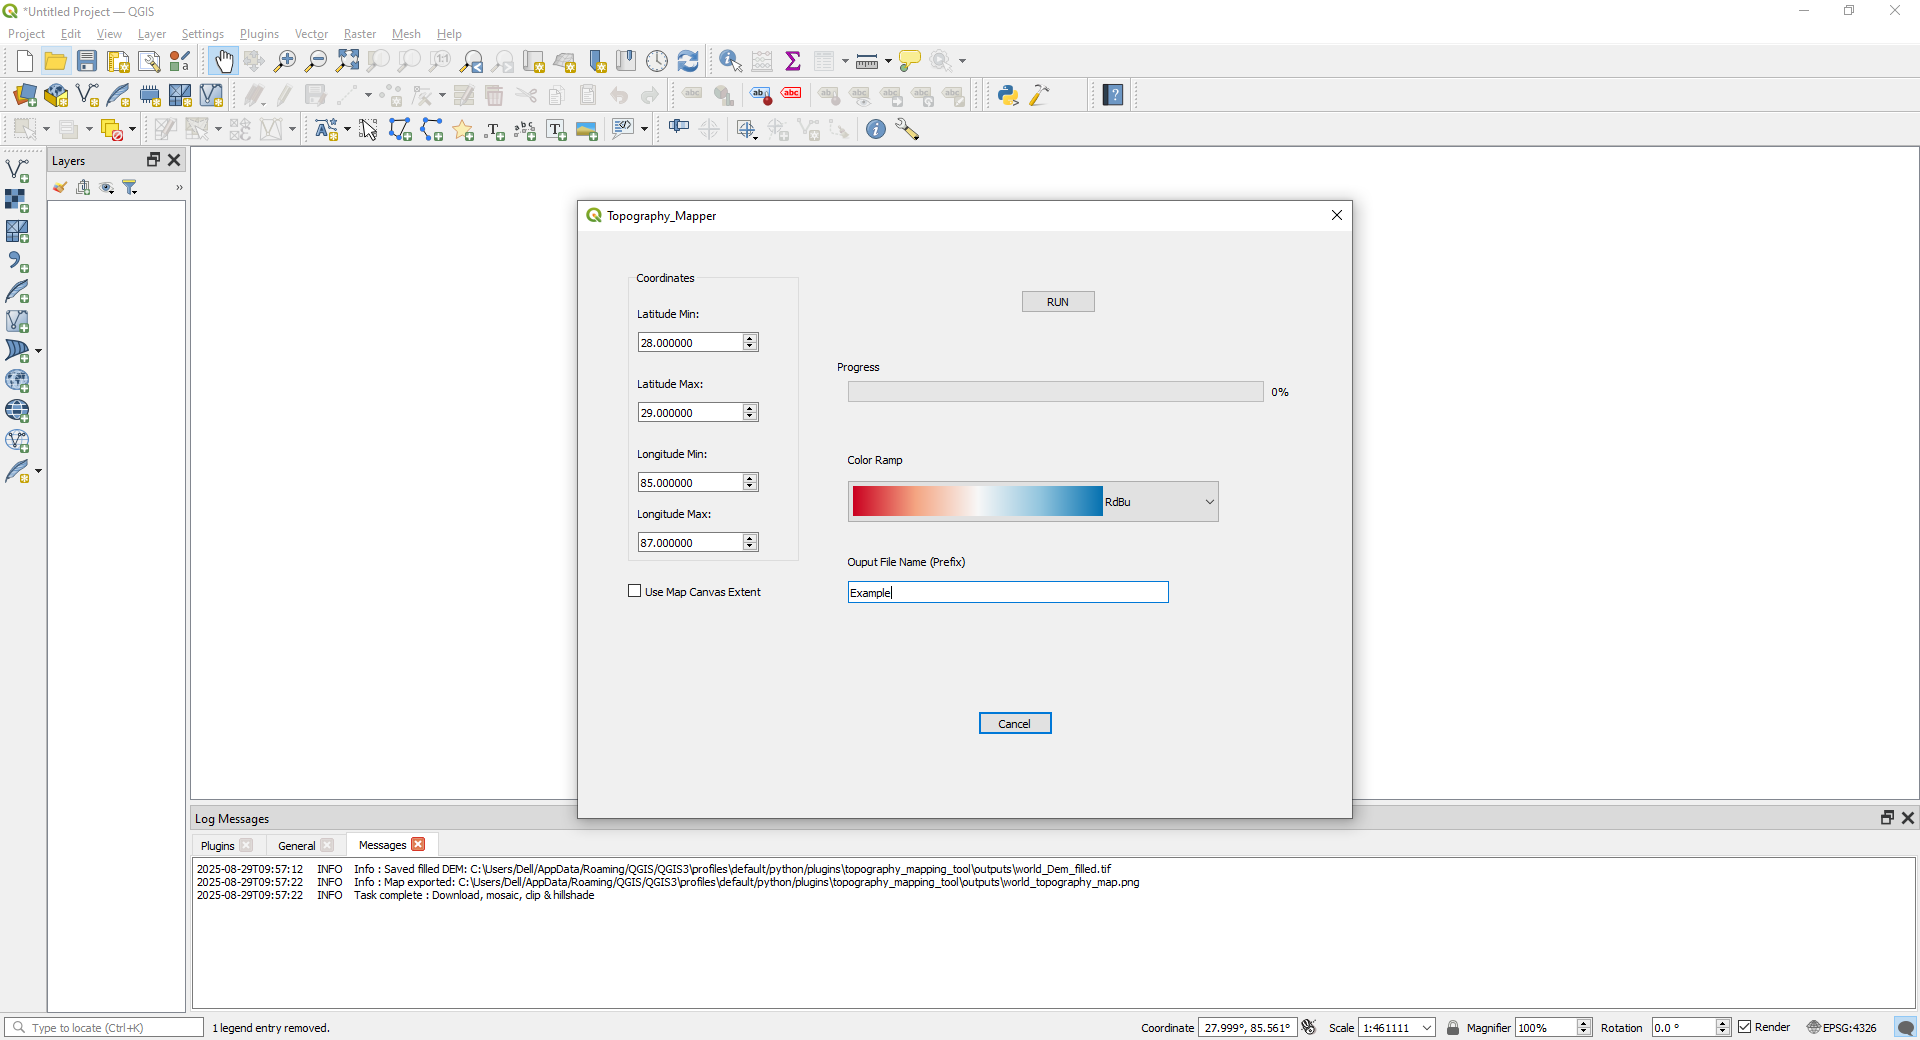 *Untitled Project — QGIS
Project Edit View Layer Settings Plugins Vector Raster Mesh Help
Layers
Topography_Mapper
Coordinates
RUN
Latitude Min:
28.000000
Progress
0%
Latitude Max:
29.000000
Longitude Min:
Color Ramp
85.000000
RdBu
Longitude Max:
87.000000
Ouput File Name (Prefix)
Use Map Canvas Extent
Example
Cancel
Log Messages
Plugins General Messages
2025-08-29T09:57:12 INFO Info : Saved filled DEM: C:\Users/Dell/AppData/Roaming/QGIS/QGIS3\profiles\default/python/plugins\topography_mapping_tool\outputs\world_Dem_filled.tif
2025-08-29T09:57:22 INFO Info : Map exported: C:\Users/Dell/AppData/Roaming/QGIS/QGIS3\profiles\default/python/plugins\topography_mapping_tool\outputs\world_topography_map.png
2025-08-29T09:57:22 INFO Task complete : Download, mosaic, clip & hillshade
Type to locate (Ctrl+K) 1 legend entry removed. Coordinate 27.999°, 85.561° Scale 1:461111 Magnifier 100% Rotation 0.0 ° Render EPSG:4326